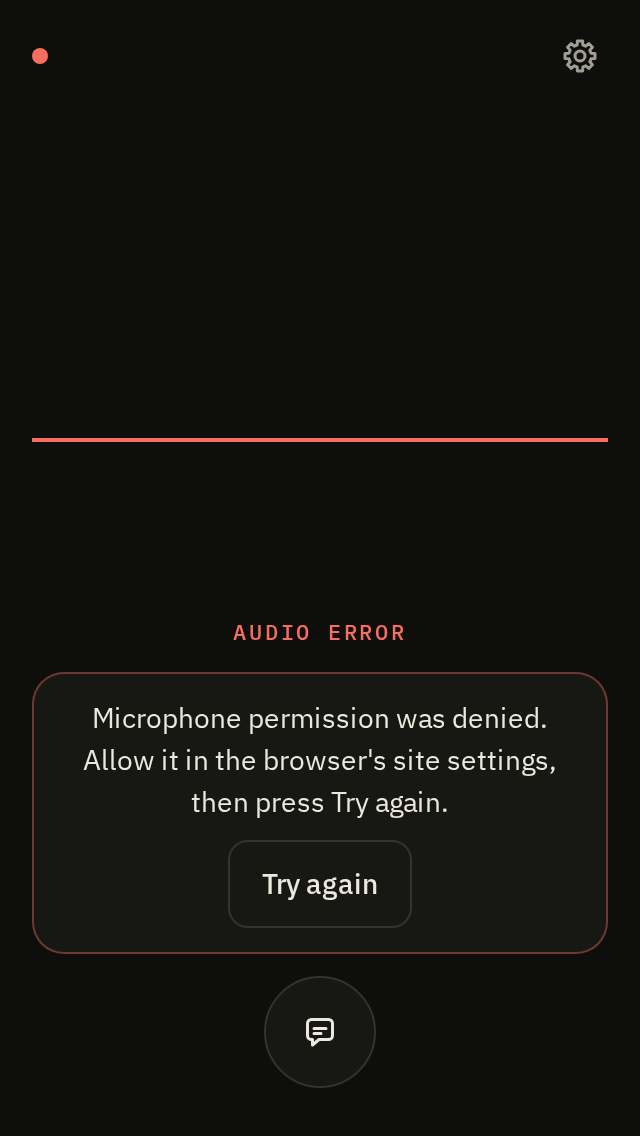 AUDIO ERROR
Microphone permission was denied.
Allow it in the browser's site settings,
then press Try again.
Try again